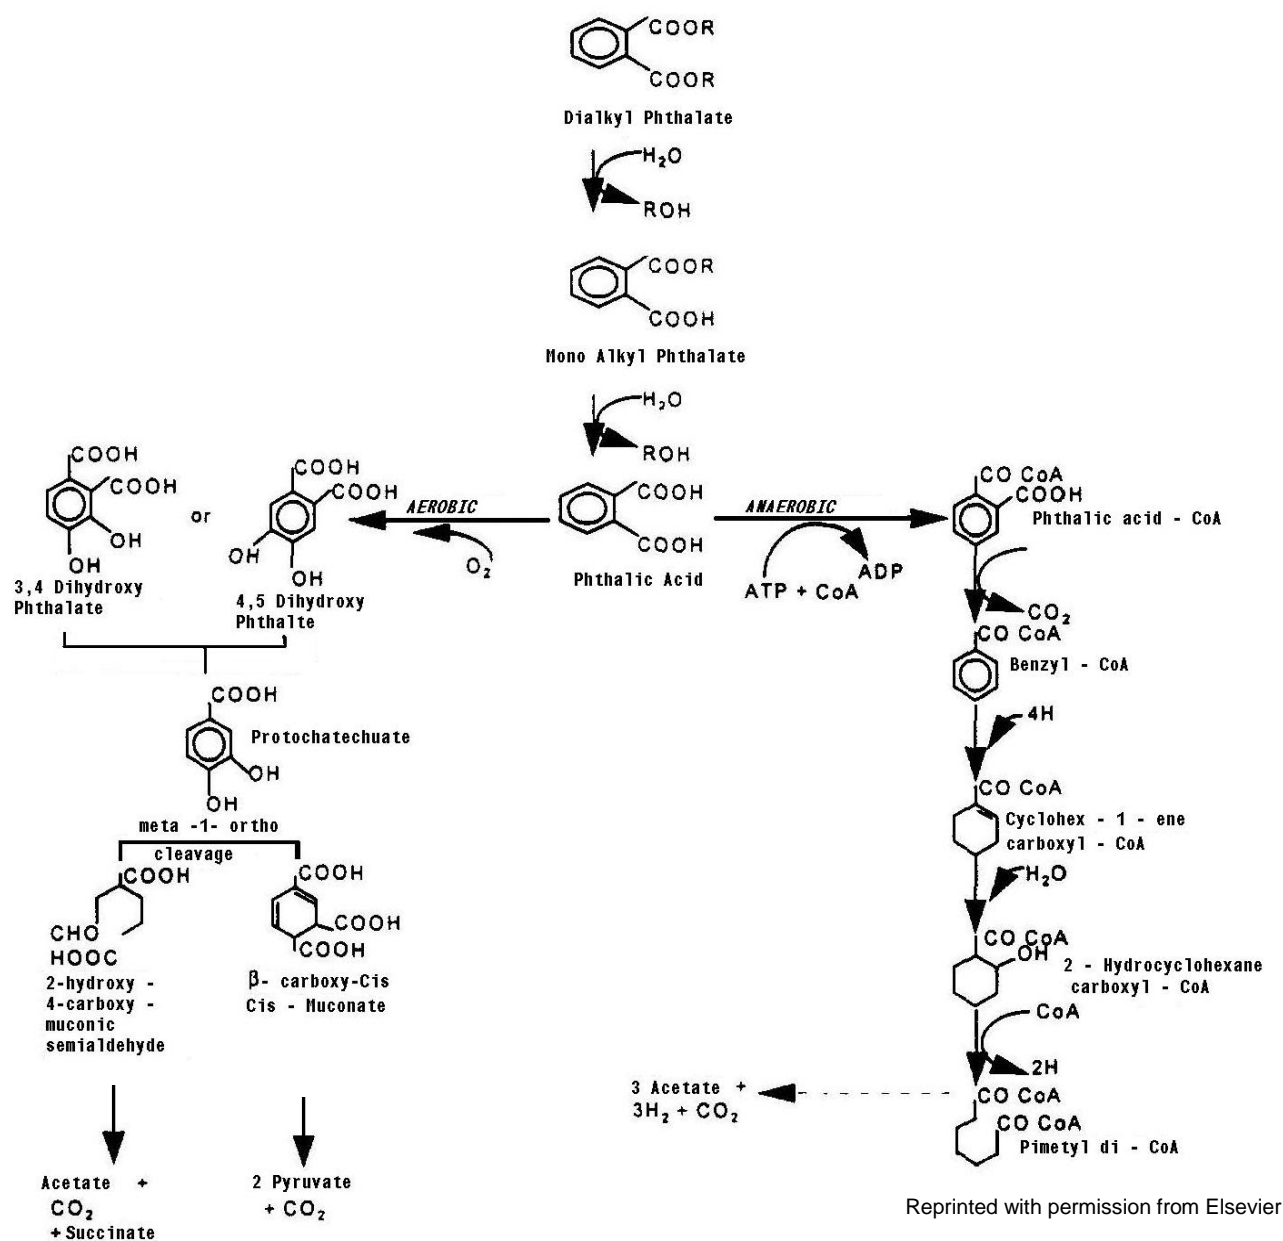 COOR
COOR
Dialkyl Phthalate
H₂O
ROH
COOR
COOH
Mono Alkyl Phthalate
H₂O
ROH
COOH
COOH
OH
OH
3,4 Dihydroxy
Phthalate
or
COOH
COOH
OH
OH
4,5 Dihydroxy
Phthalte
AEROBIC
O₂
COOH
COOH
Phthalic Acid
ANAEROBIC
ATP + CoA
ADP
CO CoA
COOH
Phthalic acid - CoA
CO₂
CO CoA
Benzyl - CoA
4H
CO CoA
Cyclohex - 1 - ene
carboxyl - CoA
H₂O
CO CoA
OH
2 - Hydrocyclohexane
carboxyl - CoA
CoA
2H
CO CoA
CO CoA
Pimetyl di - CoA
3 Acetate +
3H₂ + CO₂
COOH
Protochatechuate
OH
OH
meta -1- ortho
cleavage
COOH
CHO
HOOC
2-hydroxy -
4-carboxy -
muconic
semialdehyde
COOH
COOH
COOH
β- carboxy-Cis
Cis - Muconate
Acetate +
CO₂
+ Succinate
2 Pyruvate
+ CO₂
Reprinted with permission from Elsevier